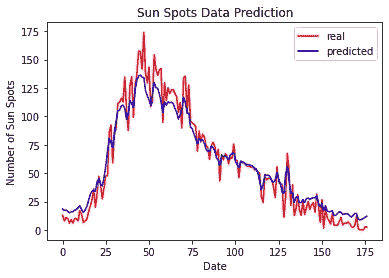 Sun Spots Data Prediction
real
predicted
Number of Sun Spots
175
150
125
100
75
50
25
0
0 25 50 75 100 125 150 175
Date